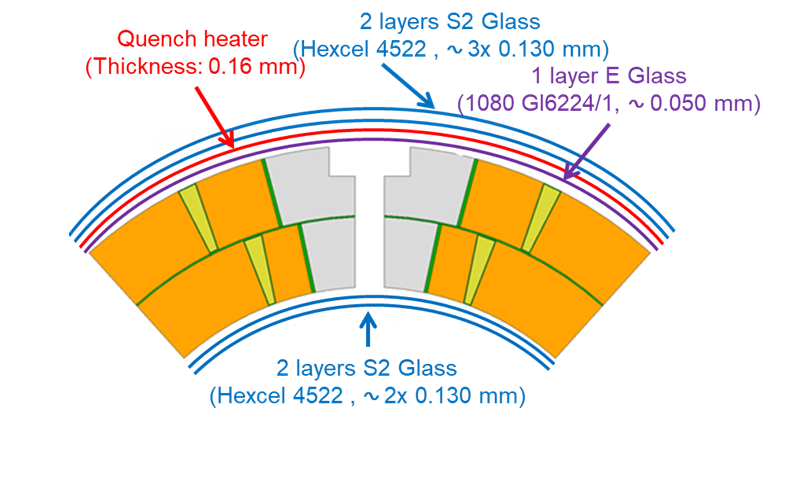 2 layers S2 Glass
(Hexcel 4522 , ~ 3x 0.130 mm)
Quench heater
(Thickness: 0.16 mm)
1 layer E Glass
(1080 Gl6224/1, ~ 0.050 mm)
2 layers S2 Glass
(Hexcel 4522 , ~ 2x 0.130 mm)